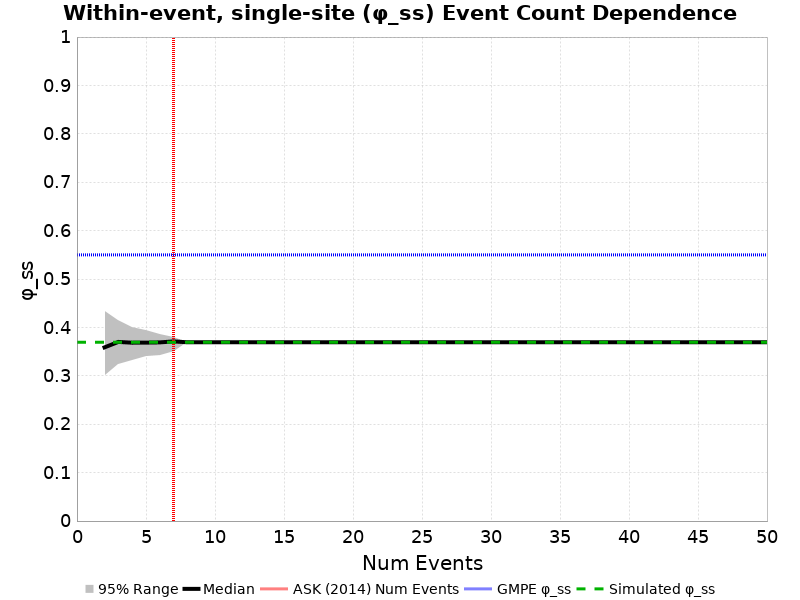 Within-event, single-site (φ_ss) Event Count Dependence
1
0.9
0.8
0.7
0.6
0.5
0.4
0.3
0.2
0.1
0
φ_ss
0 5 10 15 20 25 30 35 40 45 50
Num Events
95% Range Median ASK (2014) Num Events GMPE φ_ss Simulated φ_ss